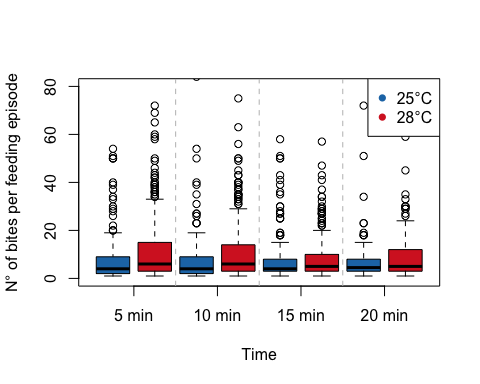 N° of bites per feeding episode
80
60
40
20
0
25°C
28°C
5 min 10 min 15 min 20 min
Time